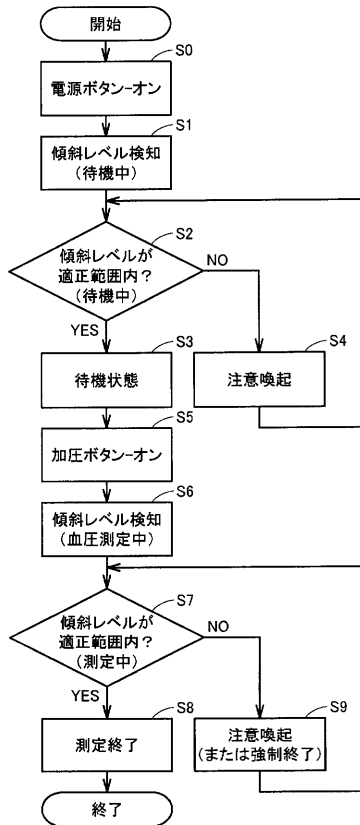 開始
S0
電源ボタン-オン
S1
傾斜レベル検知
(待機中)
S2
傾斜レベルが
適正範囲内?
(待機中)
NO
YES
S3
待機状態
S4
注意喚起
S5
加圧ボタン-オン
S6
傾斜レベル検知
(血圧測定中)
S7
傾斜レベルが
適正範囲内?
(測定中)
NO
YES
S8
測定終了
S9
注意喚起
(または強制終了)
終了